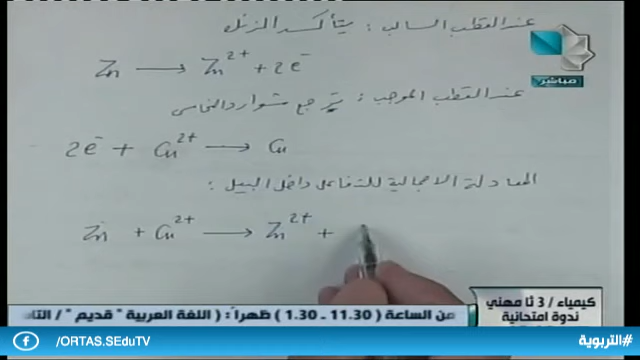 عند القطب السالب : يتأكسد الزنك
Zn → Zn²⁺ + 2e⁻
مباشر
عند القطب الموجب : ترجع شوارد النحاس
2e⁻ + Cu²⁺ → Cu
المعادلة الاجمالية للتفاعل داخل البيل :
Zn + Cu²⁺ → Zn²⁺ +
كيمياء / 3 ثا مهني
ندوة امتحانية
من الساعة ( 11.30 - 1.30 ) ظهراً : ( اللغة العربية " قديم " /
/ORTAS.SEduTV
#التربوية